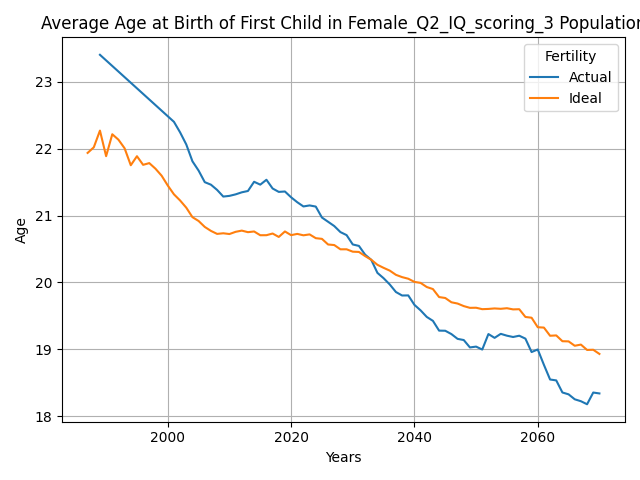 Average Age at Birth of First Child in Female_Q2_IQ_scoring_3 Population
Fertility
Actual
Ideal
23
22
21
20
19
18
Age
2000
2020
2040
2060
Years